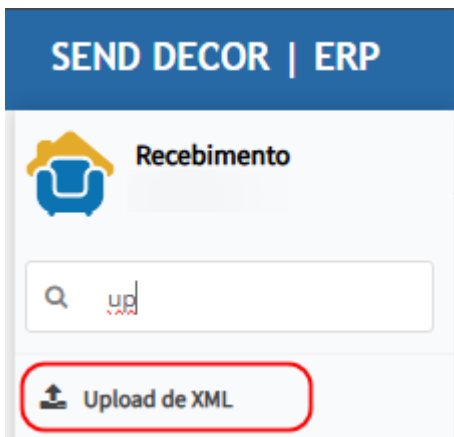 SEND DECOR | ERP
Recebimento
up
Upload de XML